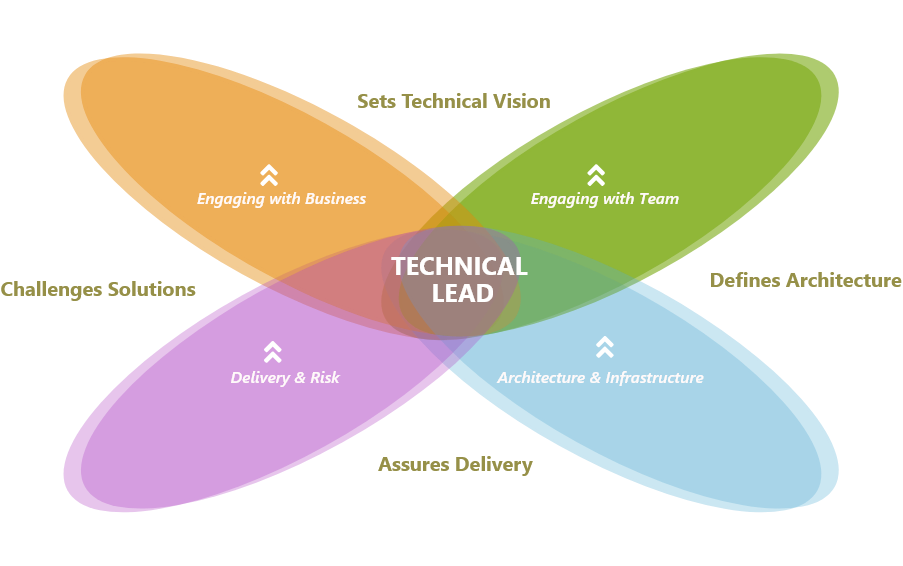 Sets Technical Vision
Engaging with Business
Engaging with Team
TECHNICAL
LEAD
Challenges Solutions
Defines Architecture
Delivery & Risk
Architecture & Infrastructure
Assures Delivery